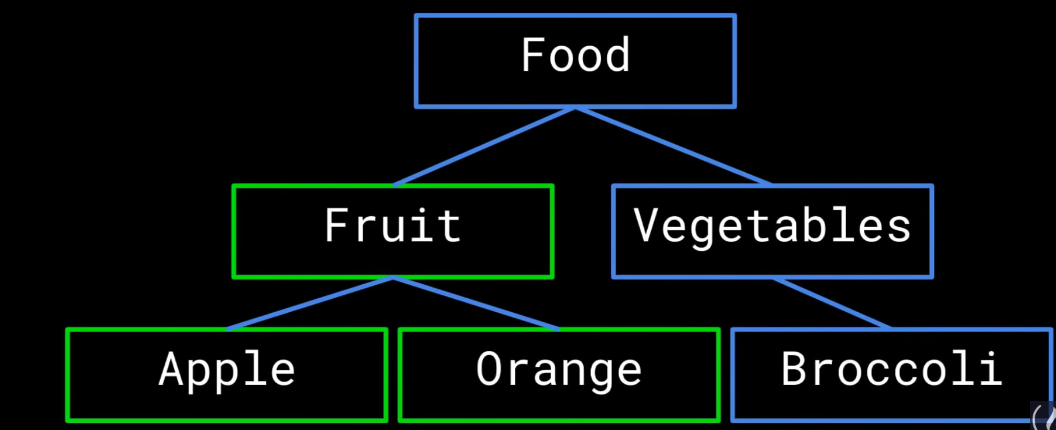 Food
Fruit
Vegetables
Apple
Orange
Broccoli